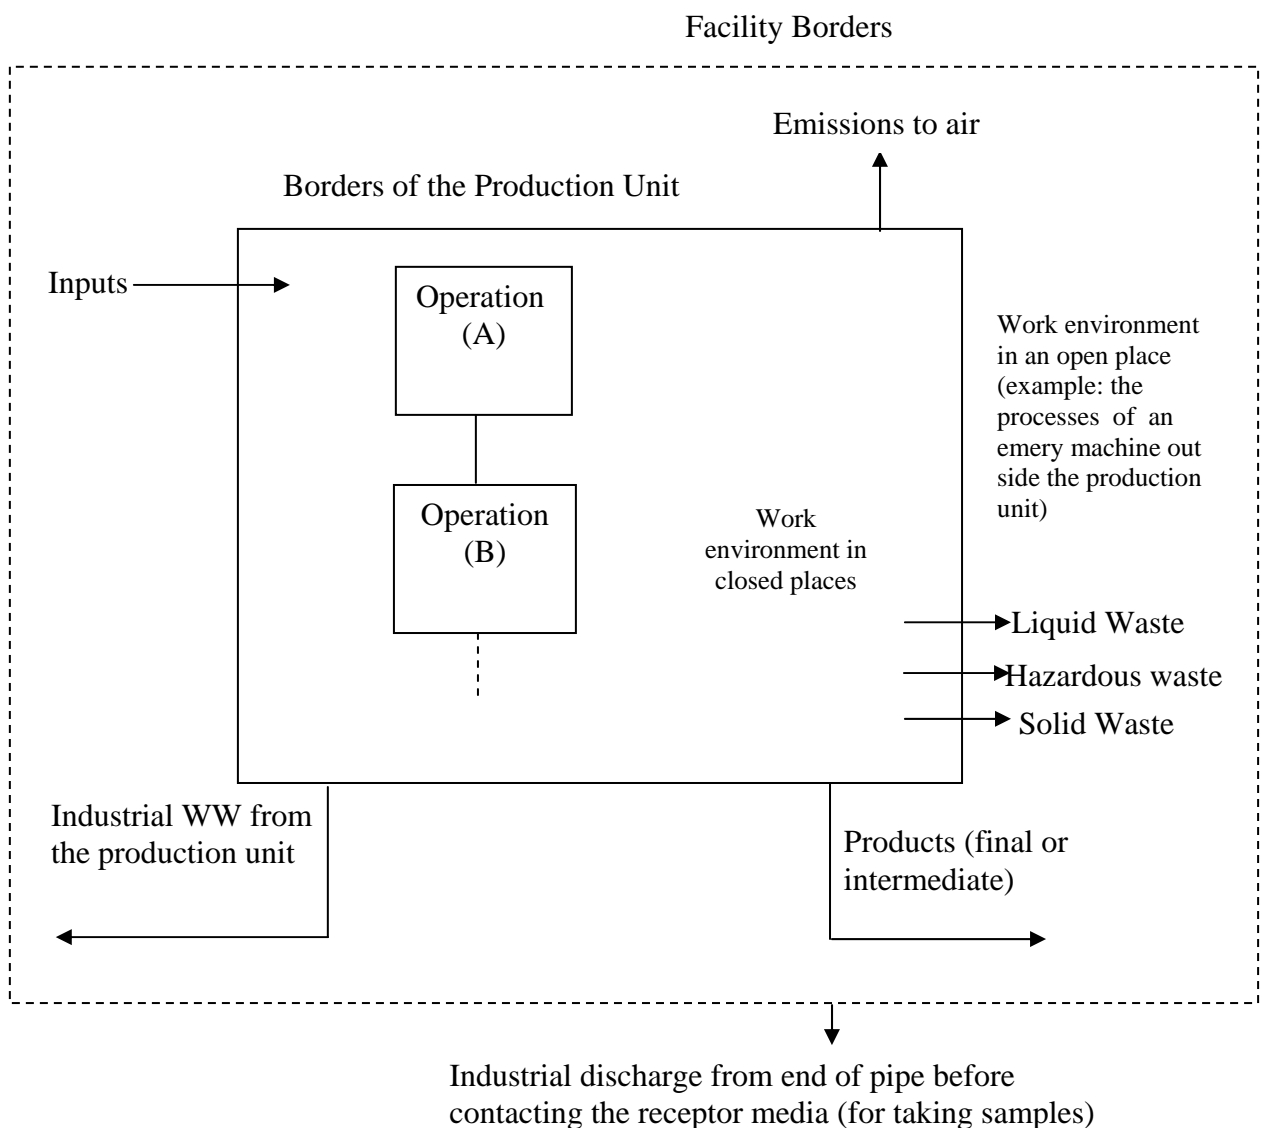 Facility Borders
Emissions to air
Borders of the Production Unit
Inputs
Operation
(A)
Work environment
in an open place
(example: the
processes of an
emery machine out
side the production
unit)
Operation
(B)
Work
environment in
closed places
Liquid Waste
Hazardous waste
Solid Waste
Industrial WW from
the production unit
Products (final or
intermediate)
Industrial discharge from end of pipe before
contacting the receptor media (for taking samples)